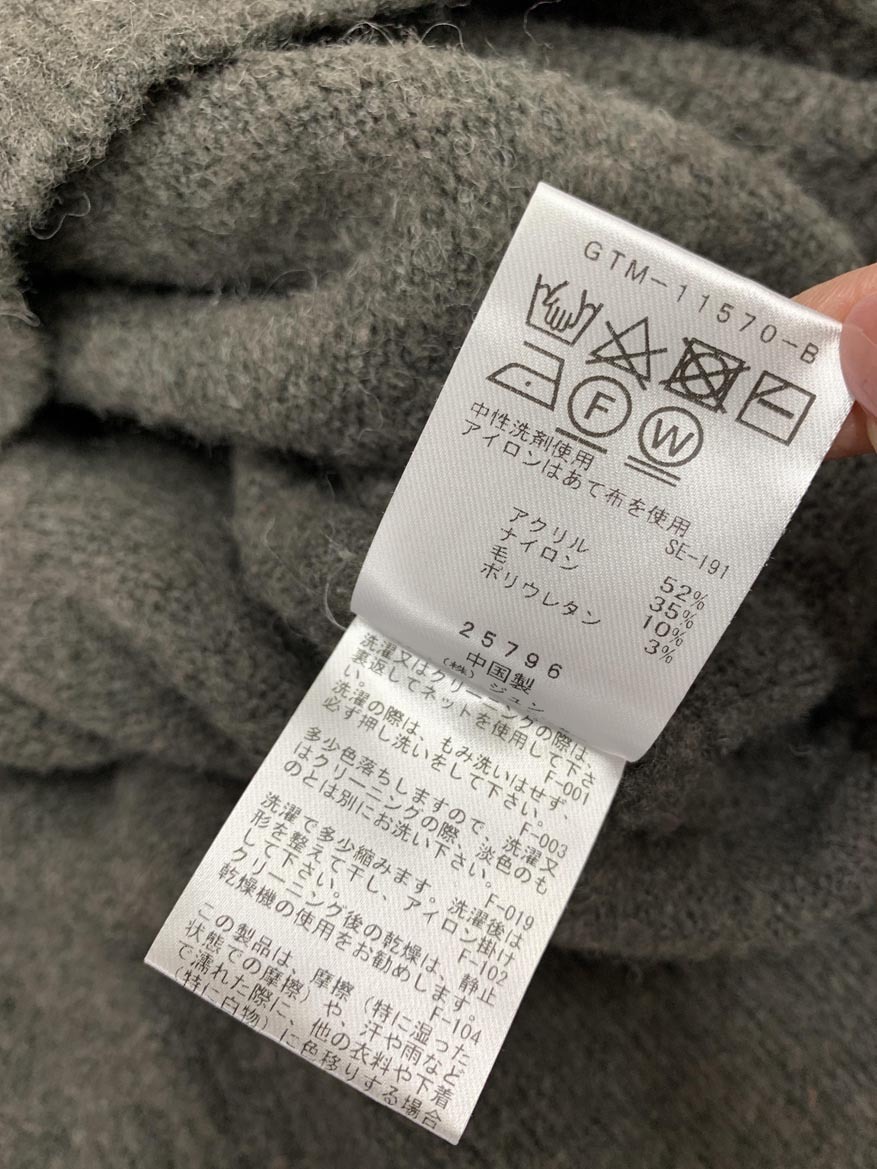 GTM-11570-B
F
W
中性洗剤使用
アイロンはあて布を使用
SE-191
アクリル 52%
ナイロン 35%
毛 10%
ポリウレタン 3%
25796
中国製
(株) ジュン
洗濯又はクリーニングの際は、
裏返してネットを使用して下さ
い。 F-001
洗濯の際は、もみ洗いはせず、
必ず押し洗いをして下さい。
F-003
多少色落ちしますので、洗濯又
はクリーニングの際、淡色のも
のとは別にお洗い下さい。
F-019
洗濯で多少縮みます。洗濯後は
形を整えて干し、アイロン掛け
して下さい。 F-102
クリーニング後の乾燥は、静止
乾燥機の使用をお勧めします。
F-104
この製品は、摩擦（特に湿った
状態での摩擦）や、汗や雨など
で濡れた際に、他の衣料や下着
（特に白物）に色移りする場合